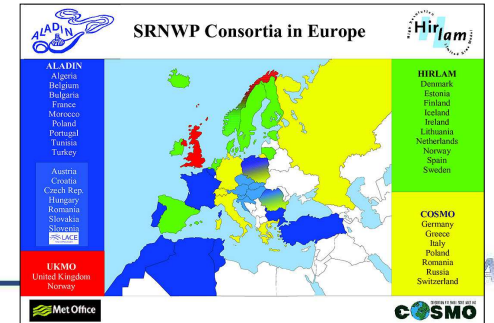 ALADIN
SRNWP Consortia in Europe
Hirlam
ALADIN
Algeria
Belgium
Bulgaria
France
Morocco
Poland
Portugal
Tunisia
Turkey
Austria
Croatia
Czech Rep.
Hungary
Romania
Slovakia
Slovenia
LACE
UKMO
United Kingdom
Norway
Met Office
HIRLAM
Denmark
Estonia
Finland
Iceland
Ireland
Lithuania
Netherlands
Norway
Spain
Sweden
COSMO
Germany
Greece
Italy
Poland
Romania
Russia
Switzerland
COSMO